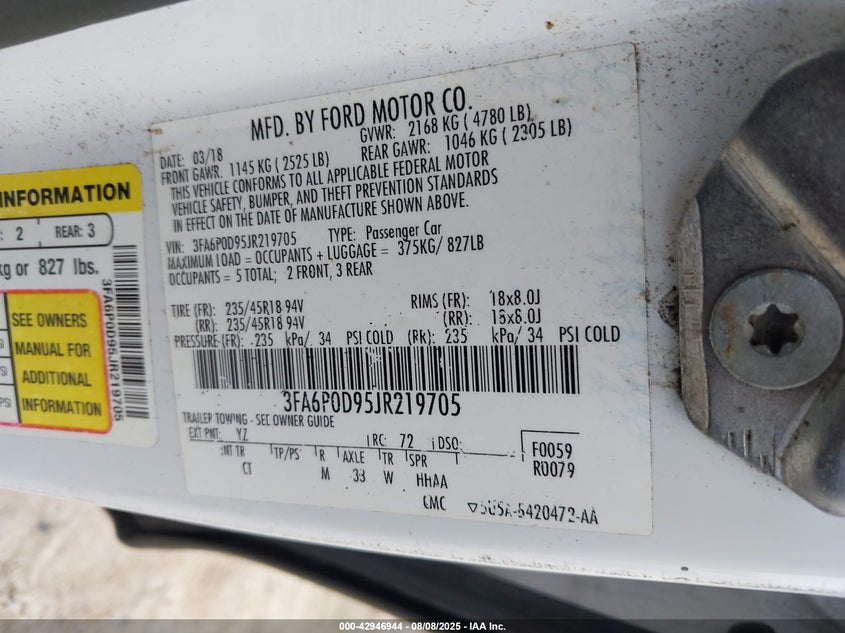 MFD. BY FORD MOTOR CO.
DATE: 03/18
GVWR: 2168 KG ( 4780 LB)
FRONT GAWR: 1145 KG ( 2525 LB)
REAR GAWR: 1046 KG ( 2305 LB)
THIS VEHICLE CONFORMS TO ALL APPLICABLE FEDERAL MOTOR
VEHICLE SAFETY, BUMPER, AND THEFT PREVENTION STANDARDS
IN EFFECT ON THE DATE OF MANUFACTURE SHOWN ABOVE.
VIN: 3FA6P0D95JR219705 TYPE: Passenger Car
MAXIMUM LOAD = OCCUPANTS + LUGGAGE = 375KG/ 827LB
OCCUPANTS = 5 TOTAL; 2 FRONT, 3 REAR
TIRE (FR): 235/45R18 94V RIMS (FR): 18x8.0J
(RR): 235/45R18 94V (RR): 18x8.0J
PRESSURE (FR): 235 kPa/ 34 PSI COLD (RR): 235 kPa/ 34 PSI COLD
3FA6P0D95JR219705
TRAILER TOWING - SEE OWNER GUIDE
EXT PNT: YZ RC: 72 DSO: F0059
R0079
INT TR TP/PS R AXLE TR SPR
CT M 33 W HHAA
5U5A-5420472-AA
INFORMATION
: 2 REAR: 3
kg or 827 lbs.
SEE OWNERS
MANUAL FOR
ADDITIONAL
INFORMATION
3FA6P0D95JR219705
000-42946944 - 08/08/2025 - IAA Inc.